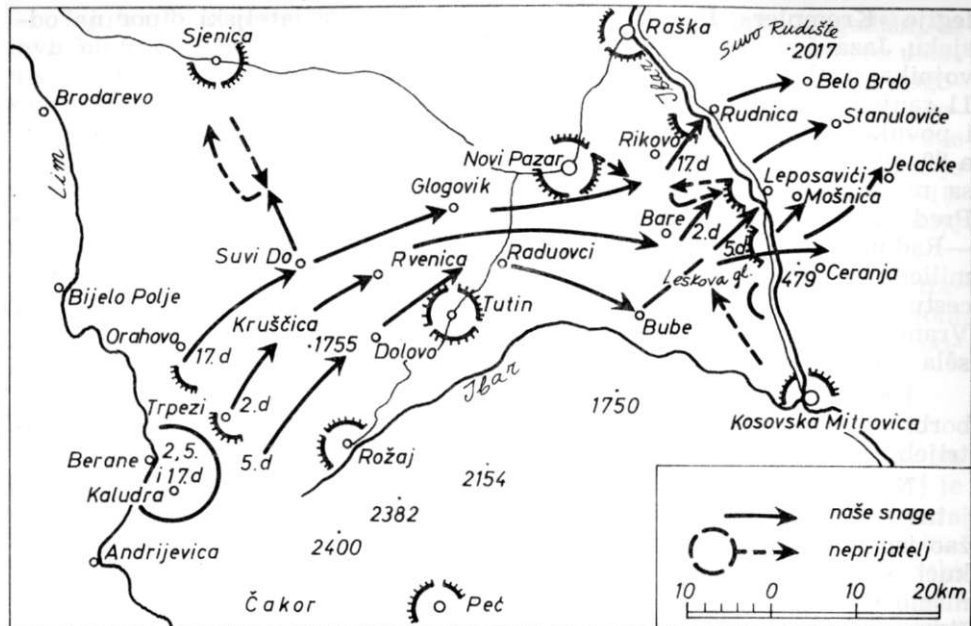 Sjenica
Raška
Suvo Rudište
2017
Brodarevo
Ibar
Belo Brdo
Rudnica
Stanuloviće
Rikovo
Novi Pazar
17.d
Lim
Glogovik
Leposavići
Jelačke
Mošnica
Bare
2.d
Suvi Do
Rvenica
Raduovci
5.d
Leškova gl.
479
Ceranja
Bijelo Polje
Kruščica
Tutin
Bube
Orahovo
1755
Dolovo
17.d
Ibar
Trpezi
2.d
1750
Kosovska Mitrovica
Berane
2,5.
i 17.d
5.d
Rožaj
Kaludra
2154
2382
naše snage
2400
neprijatelj
Andrijevica
Čakor
Peć
10 0 10 20km